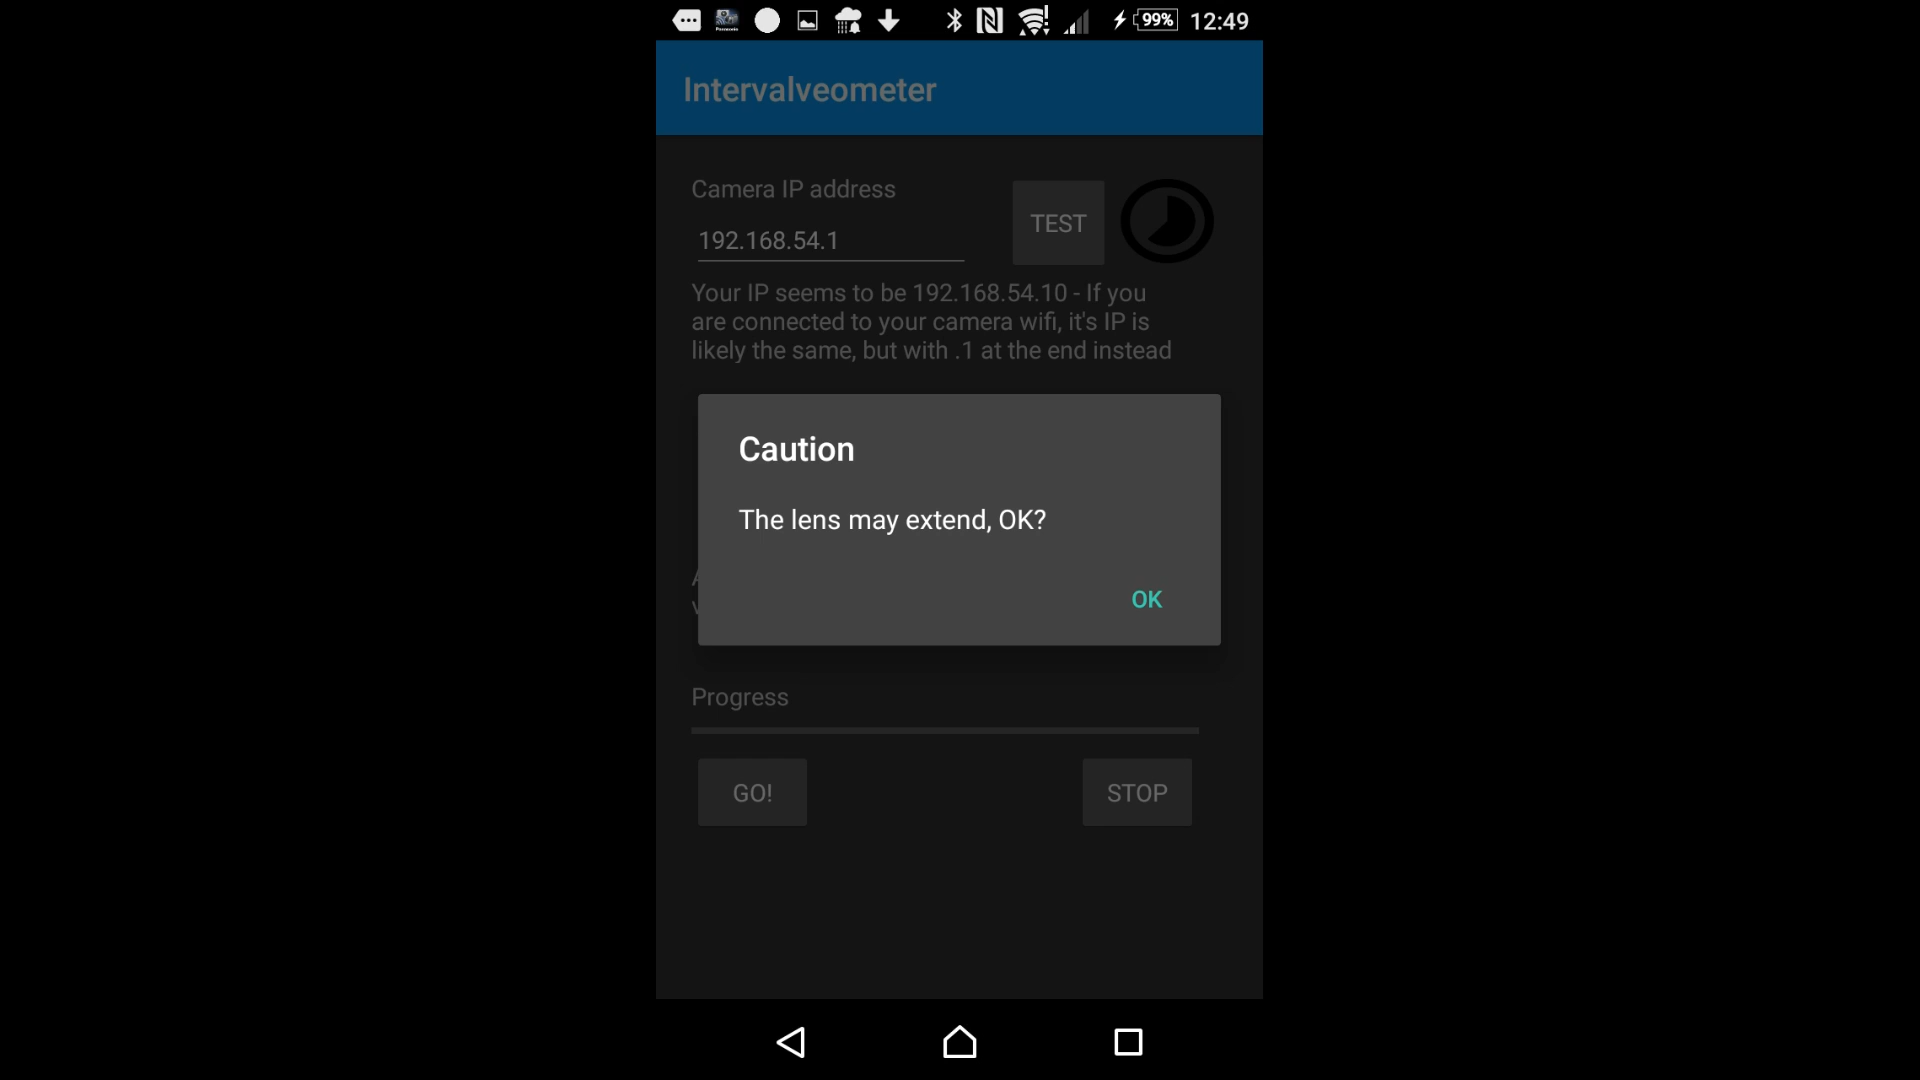 99% 12:49
Intervalveometer
Camera IP address
TEST
192.168.54.1
Your IP seems to be 192.168.54.10 - If you
are connected to your camera wifi, it's IP is
likely the same, but with .1 at the end instead
Caution
The lens may extend, OK?
OK
Progress
GO!
STOP